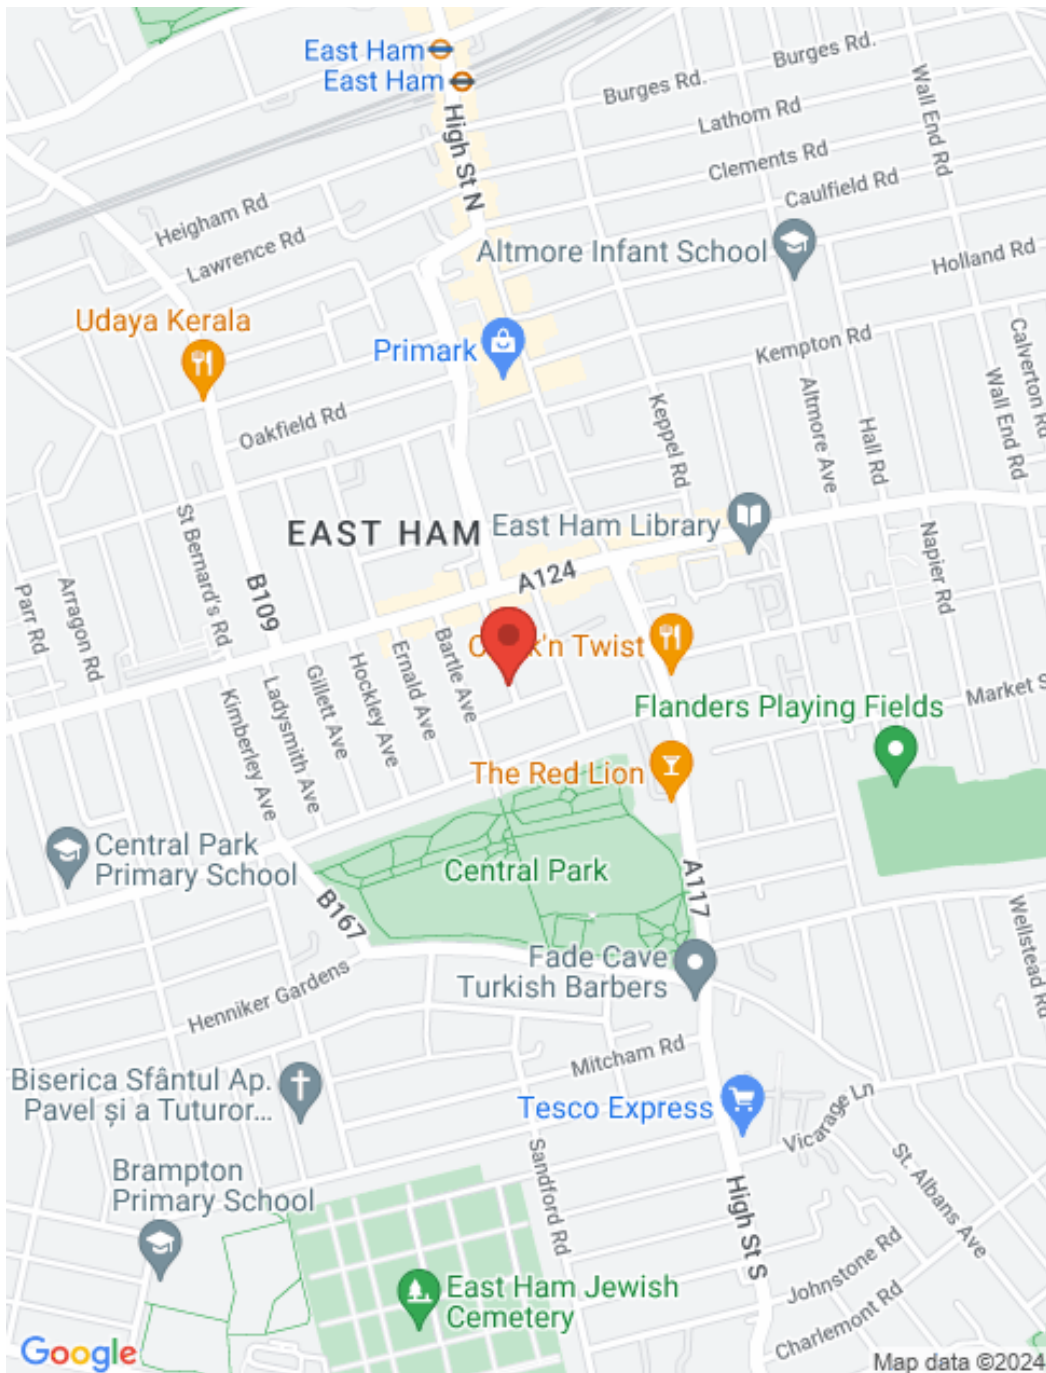 East Ham
East Ham
Burges Rd.
Burges Rd.
Wall End Rd
Lathom Rd
High St N
Clements Rd
Caulfield Rd
Heigham Rd
Lawrence Rd
Altmore Infant School
Holland Rd
Udaya Kerala
Primark
Kempton Rd
Calverton Rd
Wall End Rd
Oakfield Rd
Keppel Rd
Altmore Ave
Hall Rd
St Bernard's Rd
EAST HAM
East Ham Library
Napier Rd
A124
B109
Parr Rd
Arragon Rd
Bartle Ave
Ernald Ave
Hockley Ave
Gillett Ave
Ladysmith Ave
Kimberley Ave
'n Twist
Market S
Flanders Playing Fields
The Red Lion
Central Park
Primary School
Central Park
A117
B167
Wellstead Rd
Fade Cave
Turkish Barbers
Henniker Gardens
Mitcham Rd
Biserica Sfântul Ap.
Pavel și a Tuturor...
Tesco Express
Vicarage Ln
Sandford Rd
St. Albans Ave
Brampton
Primary School
High St S
Johnstone Rd
East Ham Jewish
Cemetery
Charlemont Rd
Google
Map data ©2024